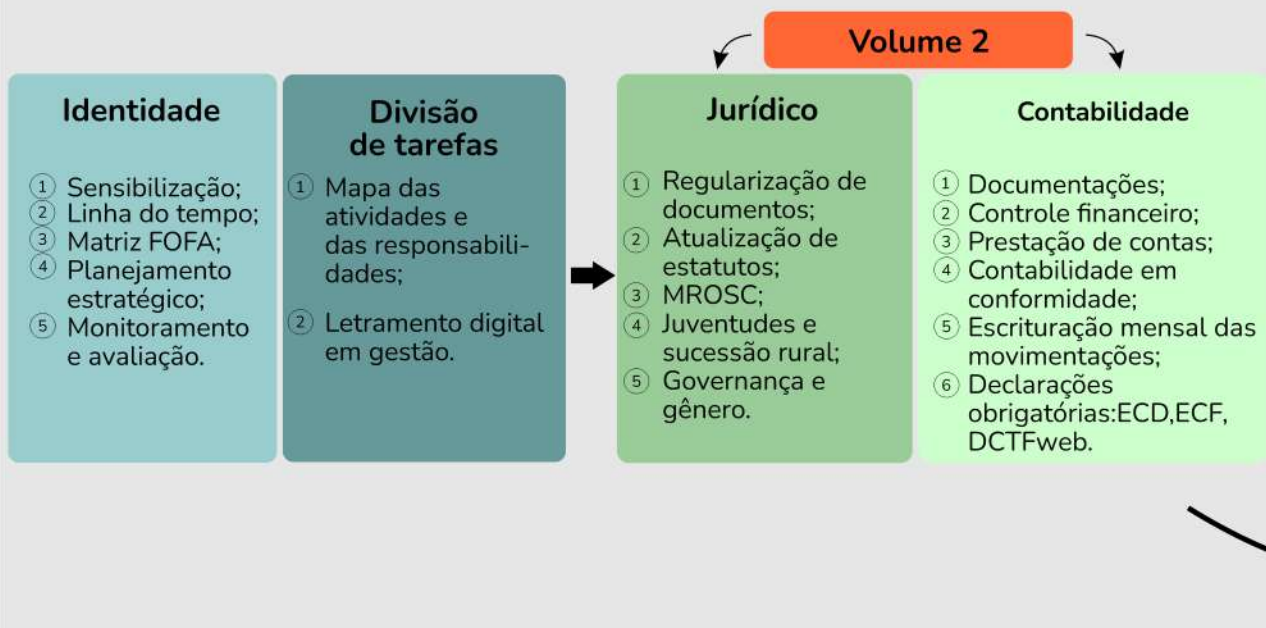 Volume 2
Identidade
① Sensibilização;
② Linha do tempo;
③ Matriz FOFA;
④ Planejamento
estratégico;
⑤ Monitoramento
e avaliação.
Divisão
de tarefas
① Mapa das
atividades e
das responsabili-
dades;
② Letramento digital
em gestão.
Jurídico
① Regularização de
documentos;
② Atualização de
estatutos;
③ MROSC;
④ Juventudes e
sucessão rural;
⑤ Governança e
gênero.
Contabilidade
① Documentações;
② Controle financeiro;
③ Prestação de contas;
④ Contabilidade em
conformidade;
⑤ Escrituração mensal das
movimentações;
⑥ Declarações
obrigatórias:ECD,ECF,
DCTFweb.